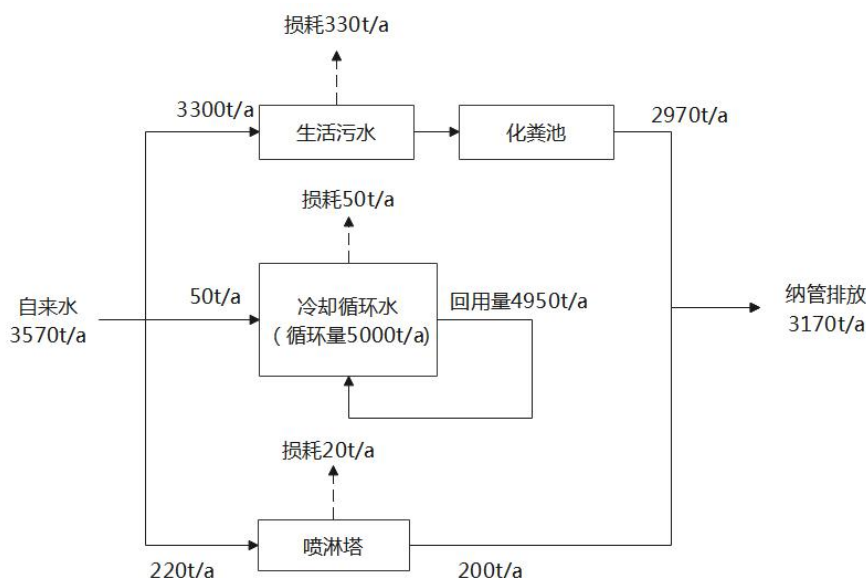 损耗330t/a
3300t/a
生活污水
化粪池
2970t/a
损耗50t/a
自来水
3570t/a
50t/a
冷却循环水
（循环量5000t/a)
回用量4950t/a
纳管排放
3170t/a
损耗20t/a
220t/a
喷淋塔
200t/a